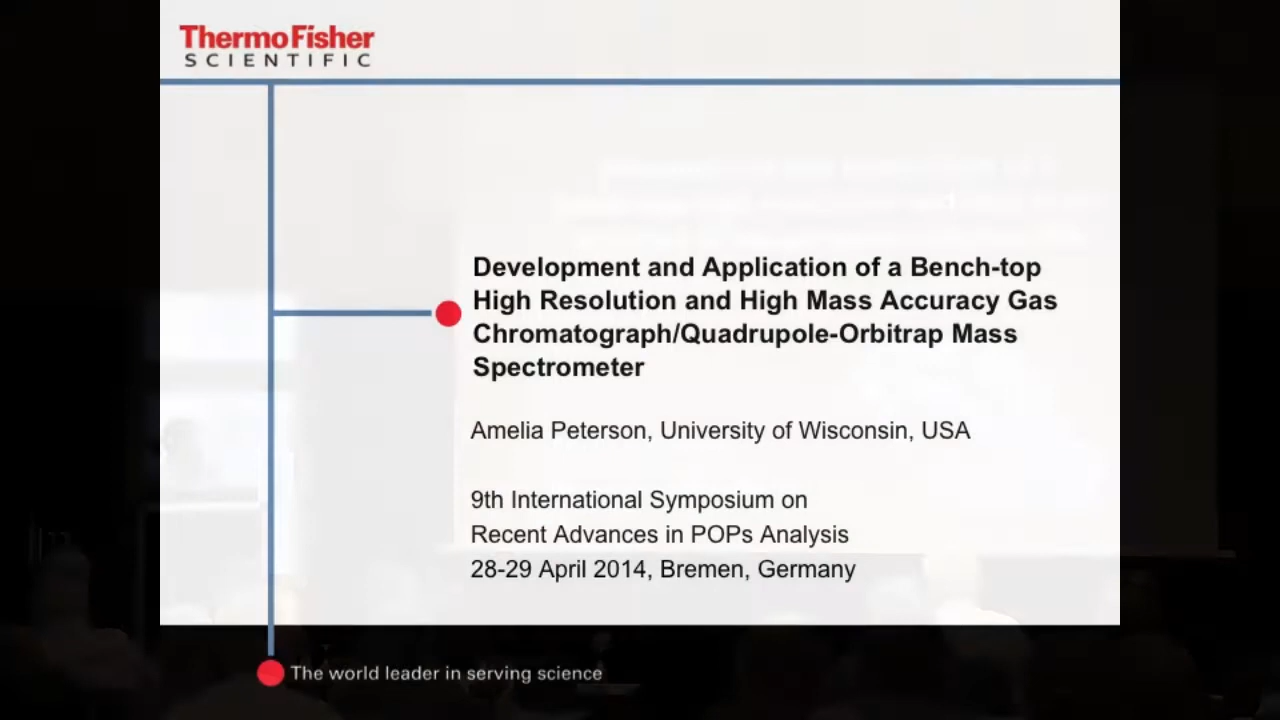 ThermoFisher
SCIENTIFIC
Development and Application of a Bench-top
High Resolution and High Mass Accuracy Gas
Chromatograph/Quadrupole-Orbitrap Mass
Spectrometer
Amelia Peterson, University of Wisconsin, USA
9th International Symposium on
Recent Advances in POPs Analysis
28-29 April 2014, Bremen, Germany
The world leader in serving science